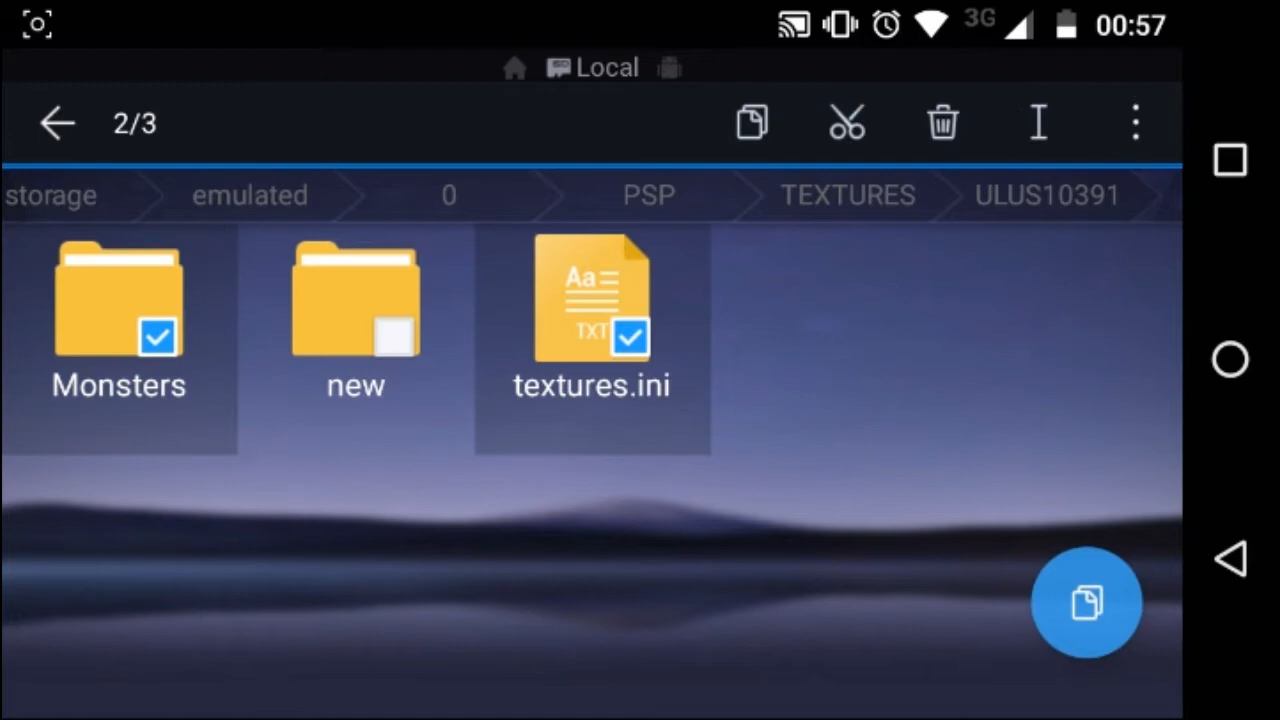 3G 00:57
Local
2/3
storage emulated 0 PSP TEXTURES ULUS10391
Aa
TXT
Monsters new textures.ini